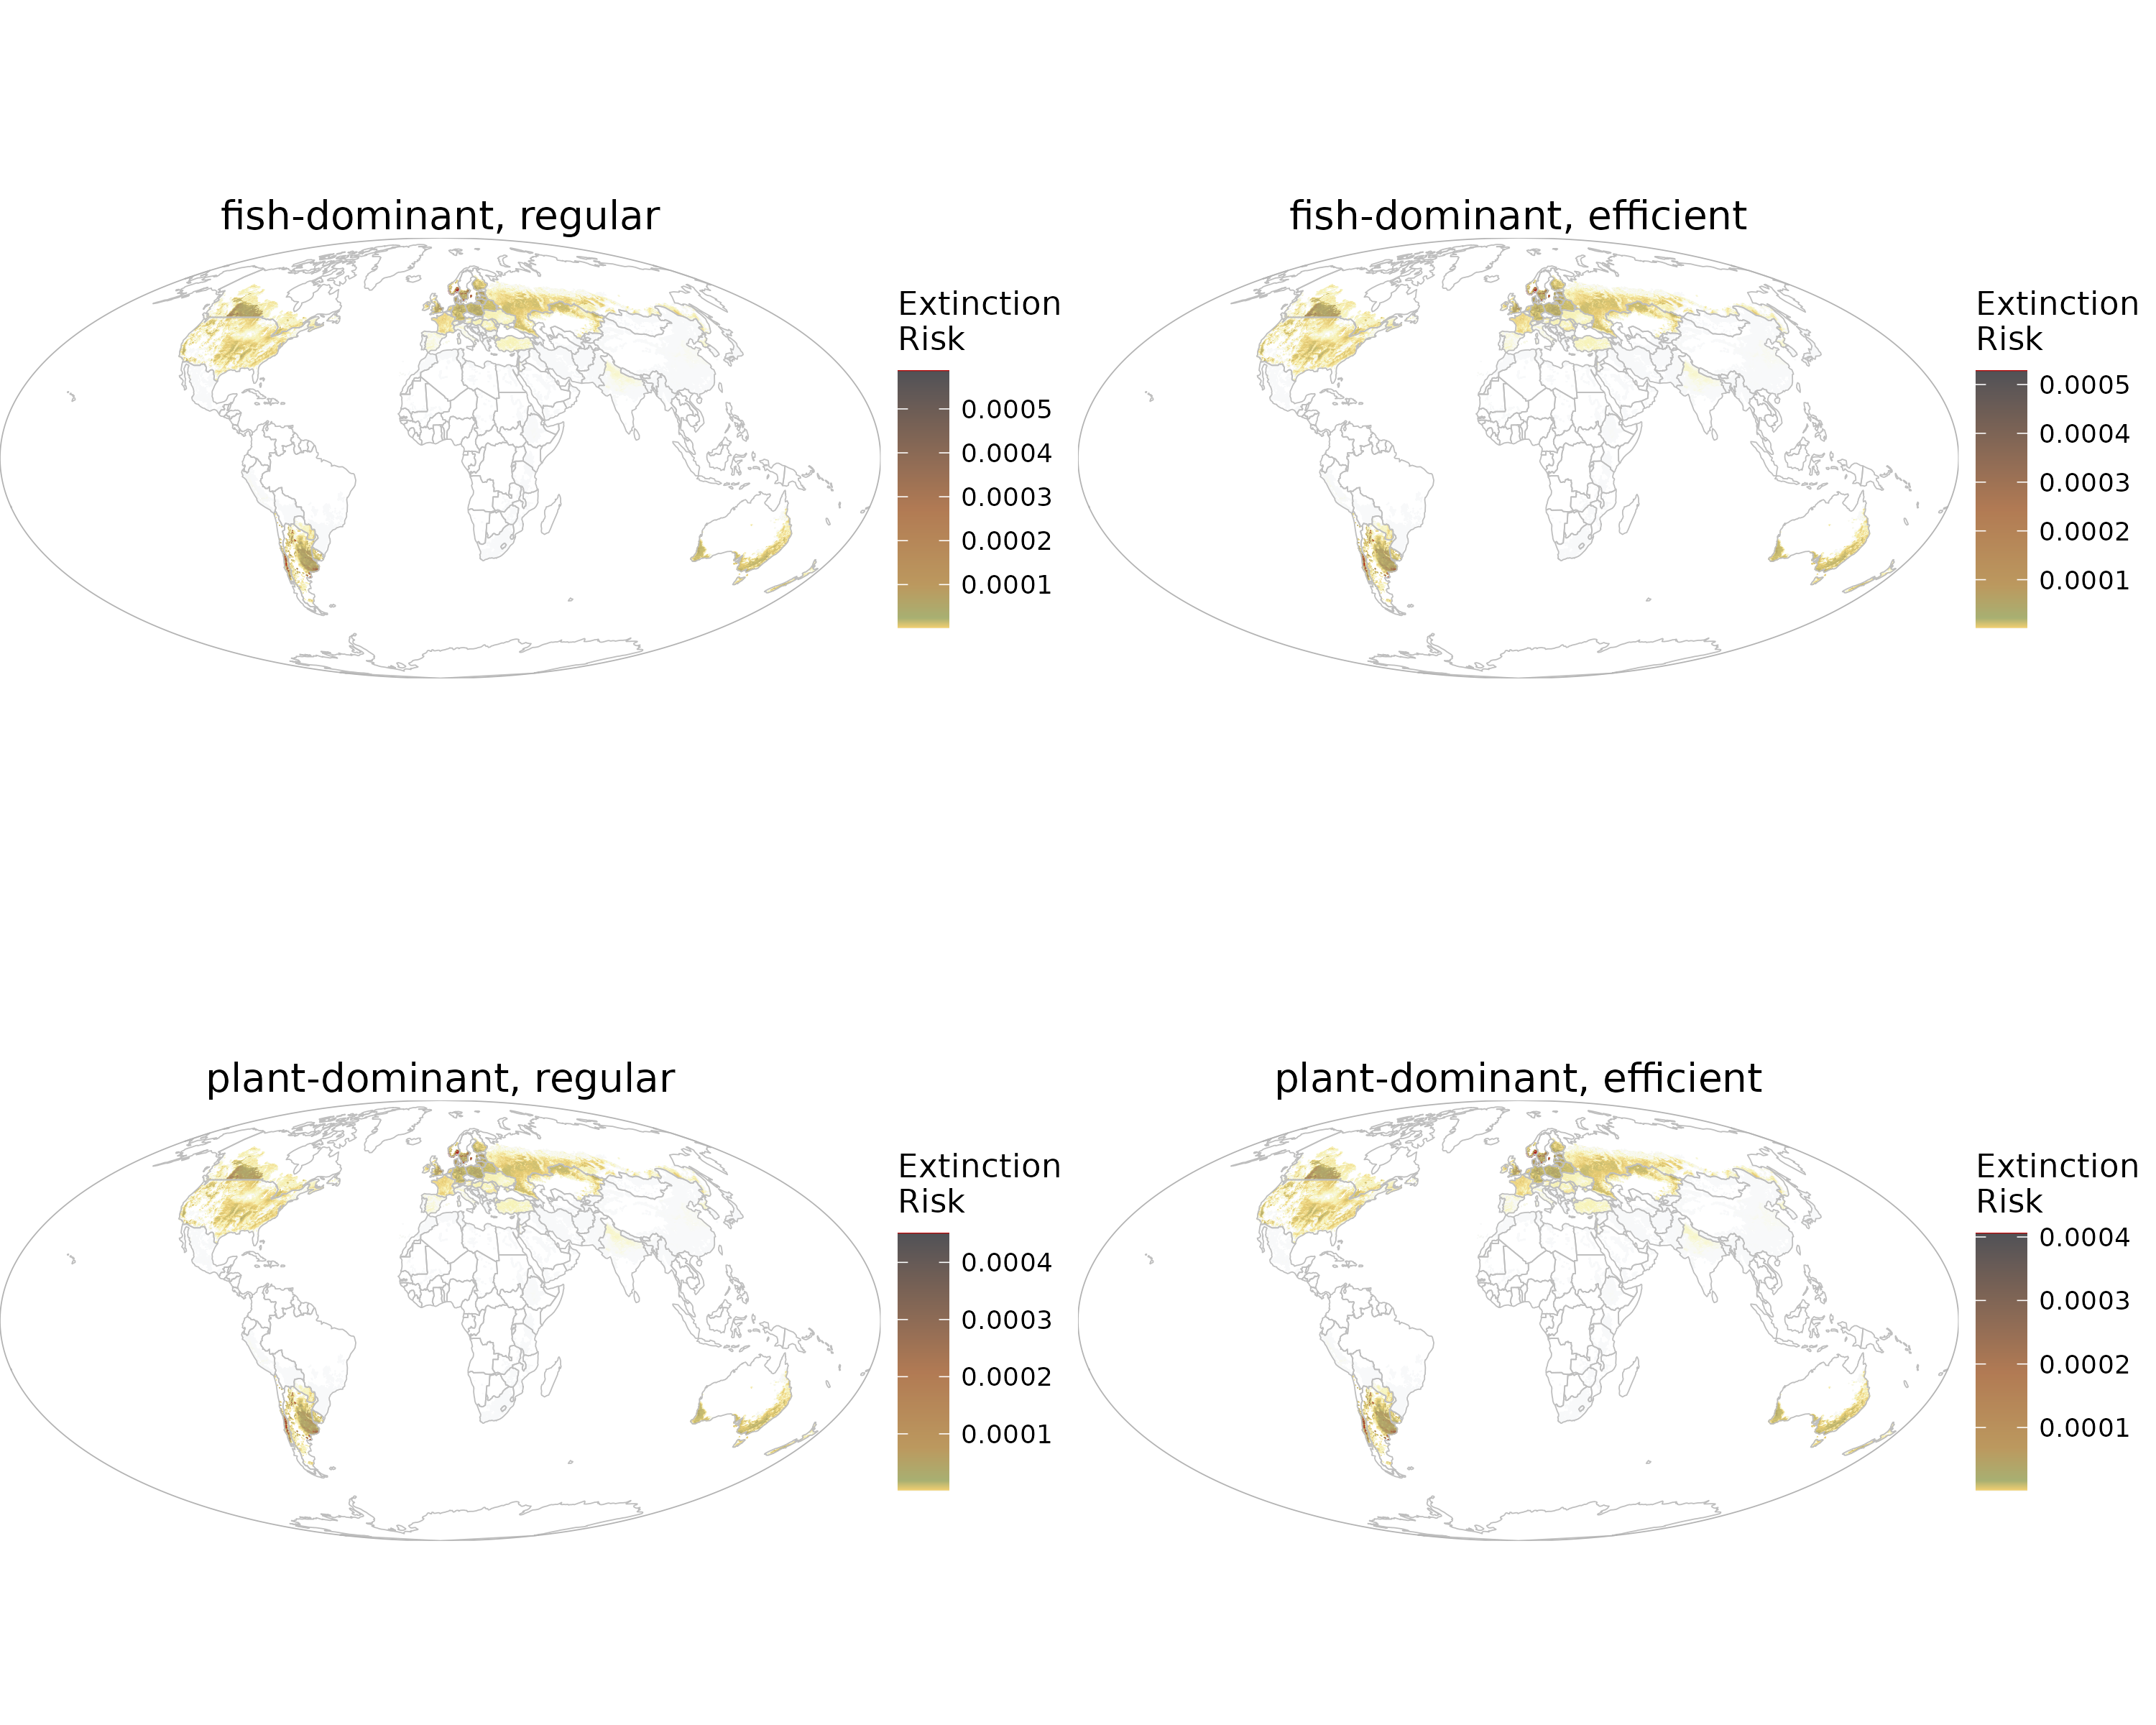 fish-dominant, regular
Extinction
Risk
0.0005
0.0004
0.0003
0.0002
0.0001
fish-dominant, efficient
Extinction
Risk
0.0005
0.0004
0.0003
0.0002
0.0001
plant-dominant, regular
Extinction
Risk
0.0004
0.0003
0.0002
0.0001
plant-dominant, efficient
Extinction
Risk
0.0004
0.0003
0.0002
0.0001